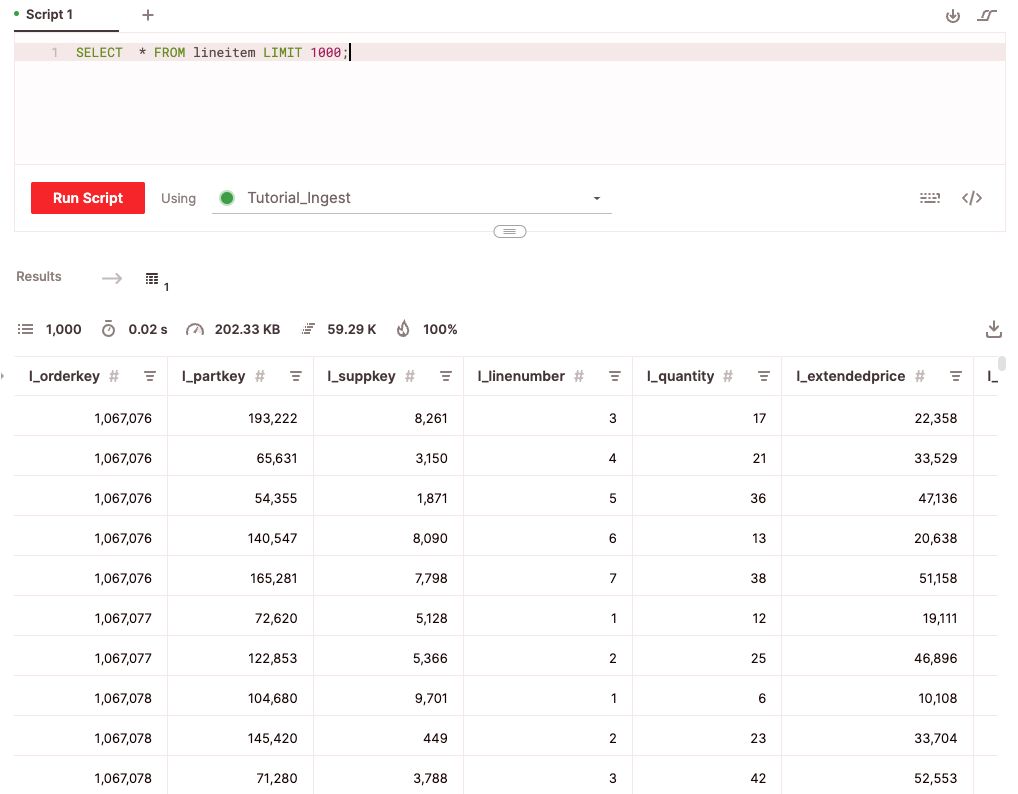 Script 1
1 SELECT  * FROM lineitem LIMIT 1000;
Run Script Using Tutorial_Ingest </>
Results 1
1,000 0.02 s 202.33 KB 59.29 K 100%
l_orderkey # l_partkey # l_suppkey # l_linenumber # l_quantity # l_extendedprice # l_
1,067,076 193,222 8,261 3 17 22,358
1,067,076 65,631 3,150 4 21 33,529
1,067,076 54,355 1,871 5 36 47,136
1,067,076 140,547 8,090 6 13 20,638
1,067,076 165,281 7,798 7 38 51,158
1,067,077 72,620 5,128 1 12 19,111
1,067,077 122,853 5,366 2 25 46,896
1,067,078 104,680 9,701 1 6 10,108
1,067,078 145,420 449 2 23 33,704
1,067,078 71,280 3,788 3 42 52,553